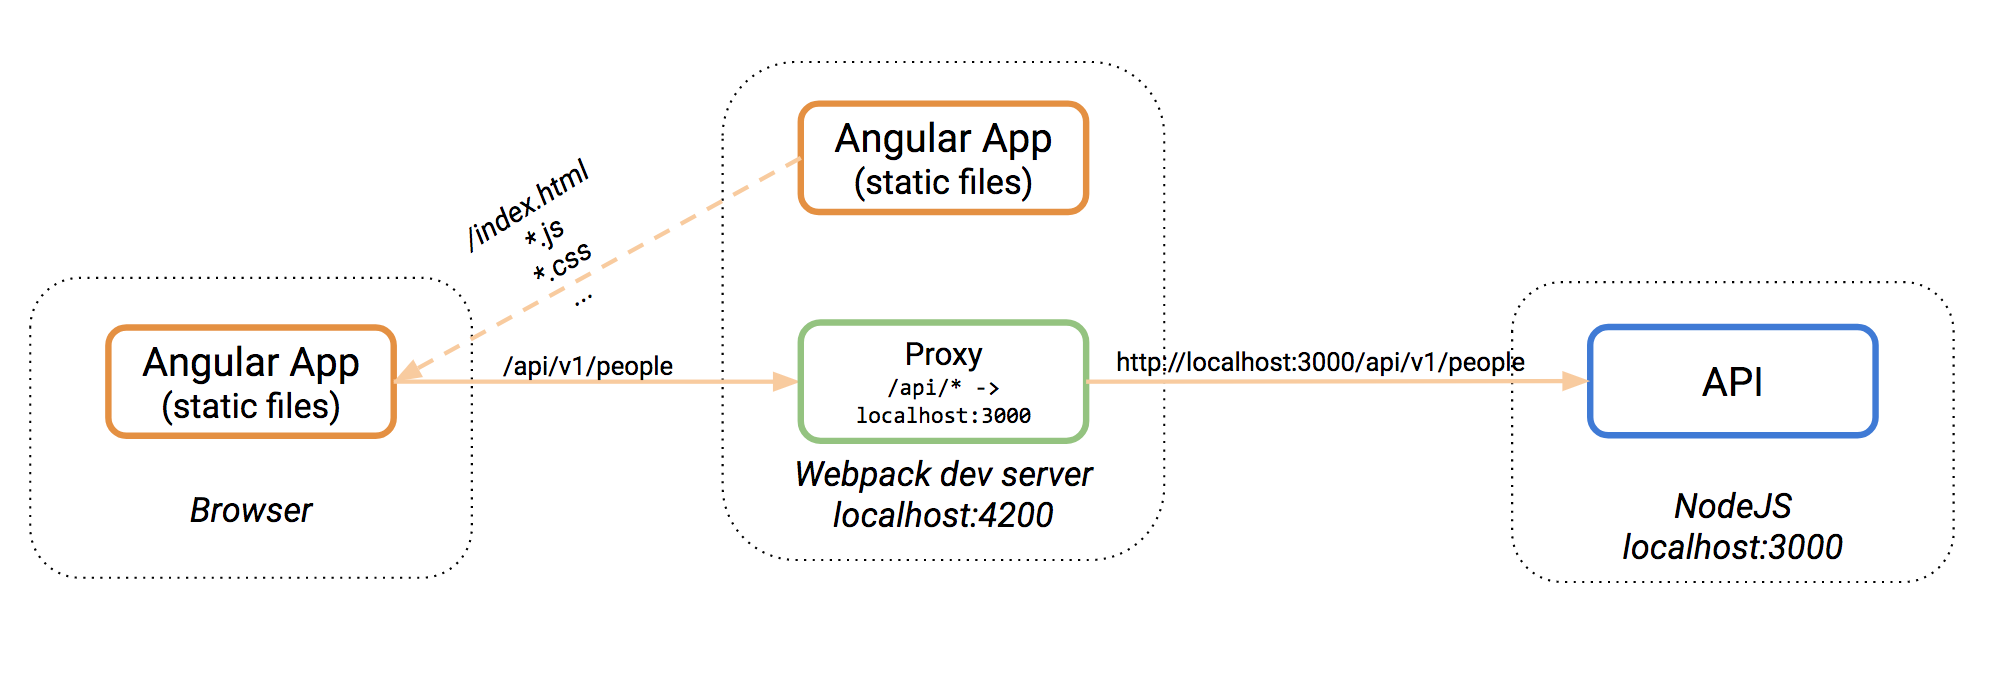 Angular App
(static files)
/index.html
*.js
*.css
...
Angular App
(static files)
Browser
/api/v1/people
Proxy
/api/* ->
localhost:3000
Webpack dev server
localhost:4200
http://localhost:3000/api/v1/people
API
NodeJS
localhost:3000